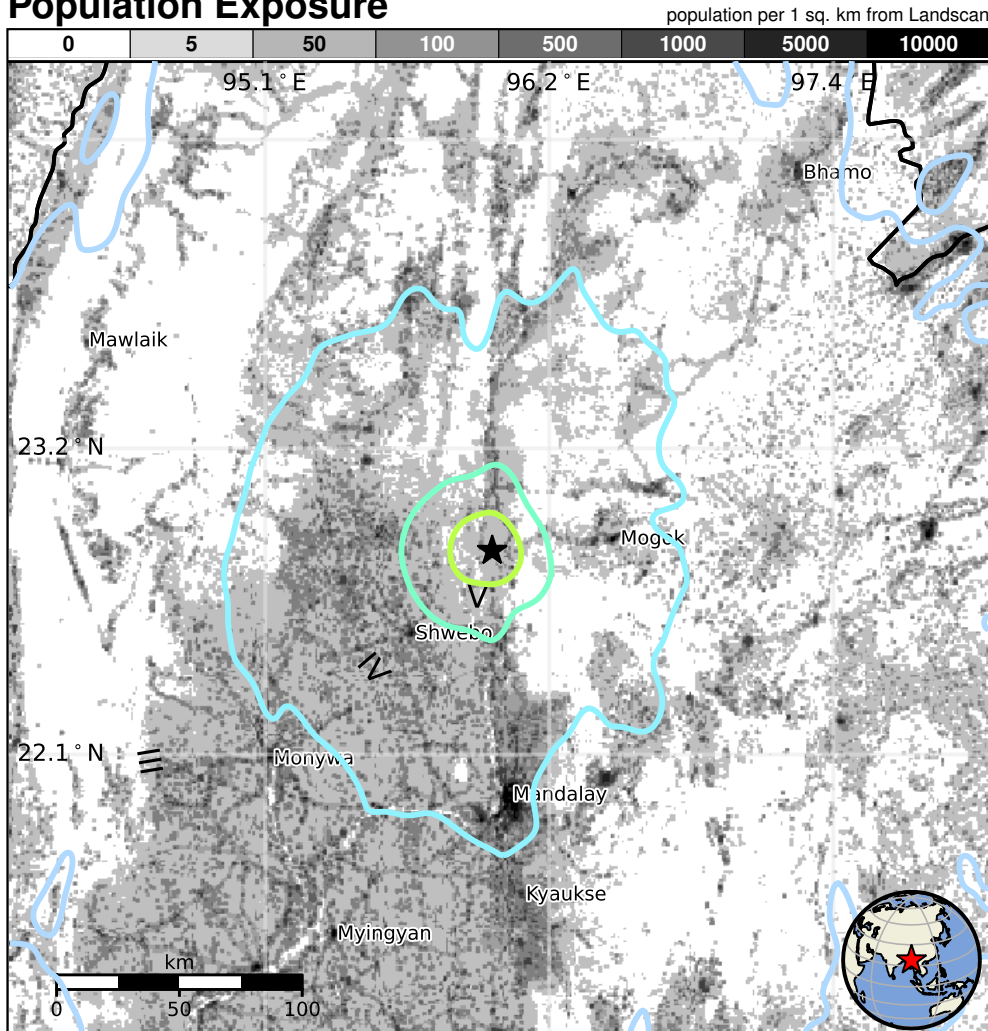 Population Exposure
population per 1 sq. km from Landscan
0 5 50 100 500 1000 5000 10000
95.1°E 96.2°E 97.4°E
Bhamo
Mawlaik
23.2°N
Mogok
V
Shwebo
IV
22.1°N
III
Monywa
Mandalay
Kyaukse
Myingyan
km
0 50 100